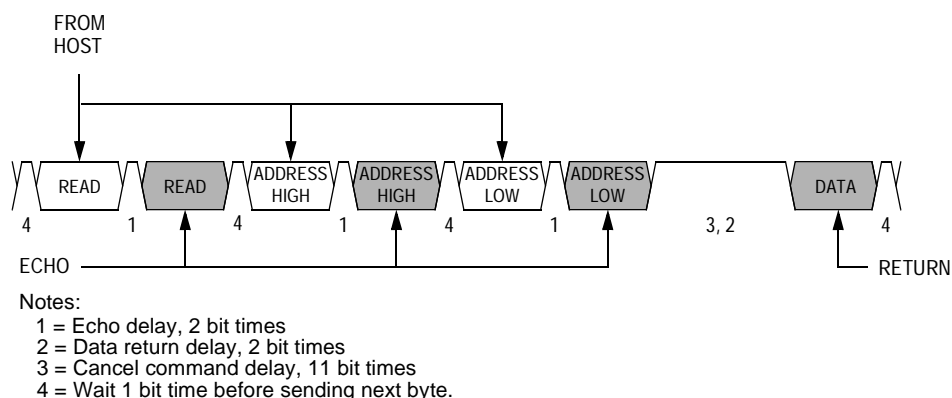 FROM
HOST
READ READ ADDRESS HIGH ADDRESS HIGH ADDRESS LOW ADDRESS LOW DATA
4 1 4 1 4 1 3, 2 4
ECHO RETURN
Notes:
1 = Echo delay, 2 bit times
2 = Data return delay, 2 bit times
3 = Cancel command delay, 11 bit times
4 = Wait 1 bit time before sending next byte.